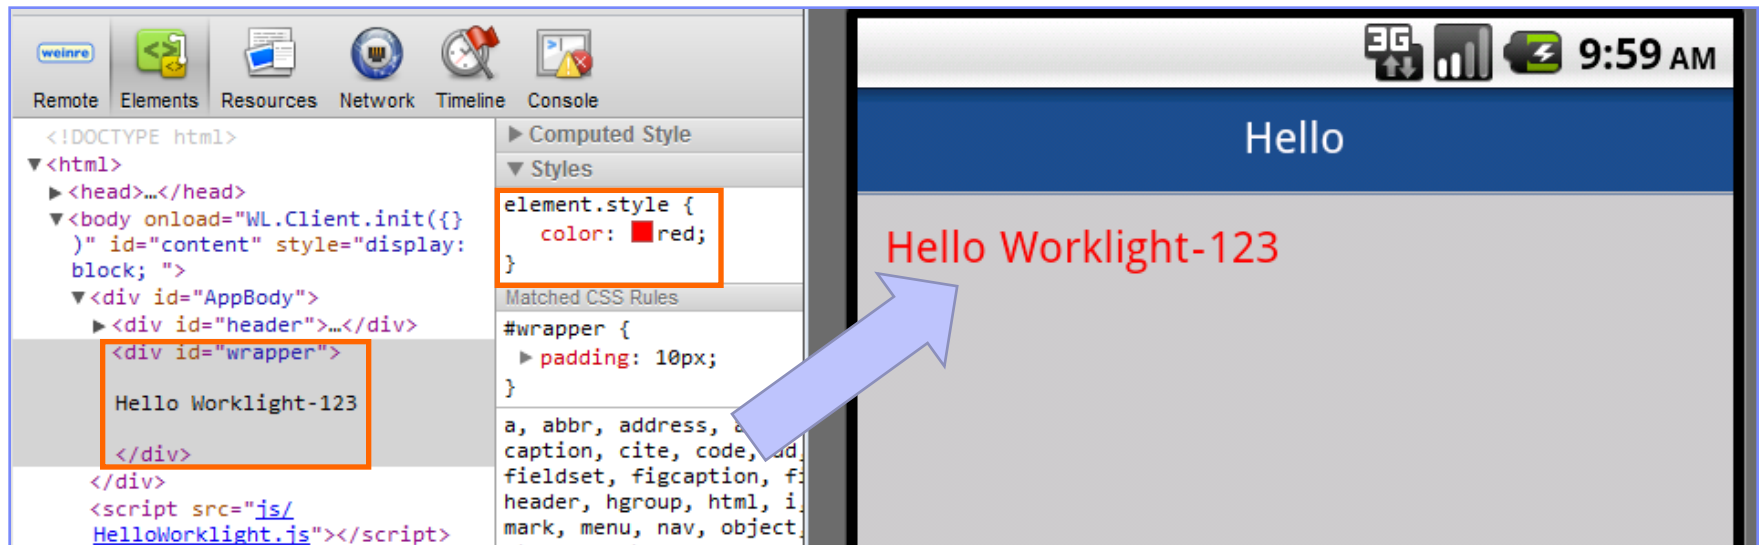 weinre
Remote Elements Resources Network Timeline Console
<!DOCTYPE html>
▼<html>
▶<head>…</head>
▼<body onload="WL.Client.init({}
)" id="content" style="display:
block; ">
▼<div id="AppBody">
▶<div id="header">…</div>
<div id="wrapper">
Hello Worklight-123
</div>
</div>
<script src="js/
HelloWorklight.js"></script>
▶ Computed Style
▼ Styles
element.style {
color: red;
}
Matched CSS Rules
#wrapper {
▶ padding: 10px;
}
a, abbr, address,
caption, cite, code,
fieldset, figcaption,
header, hgroup, html, i,
mark, menu, nav, object,
3G 9:59 AM
Hello
Hello Worklight-123